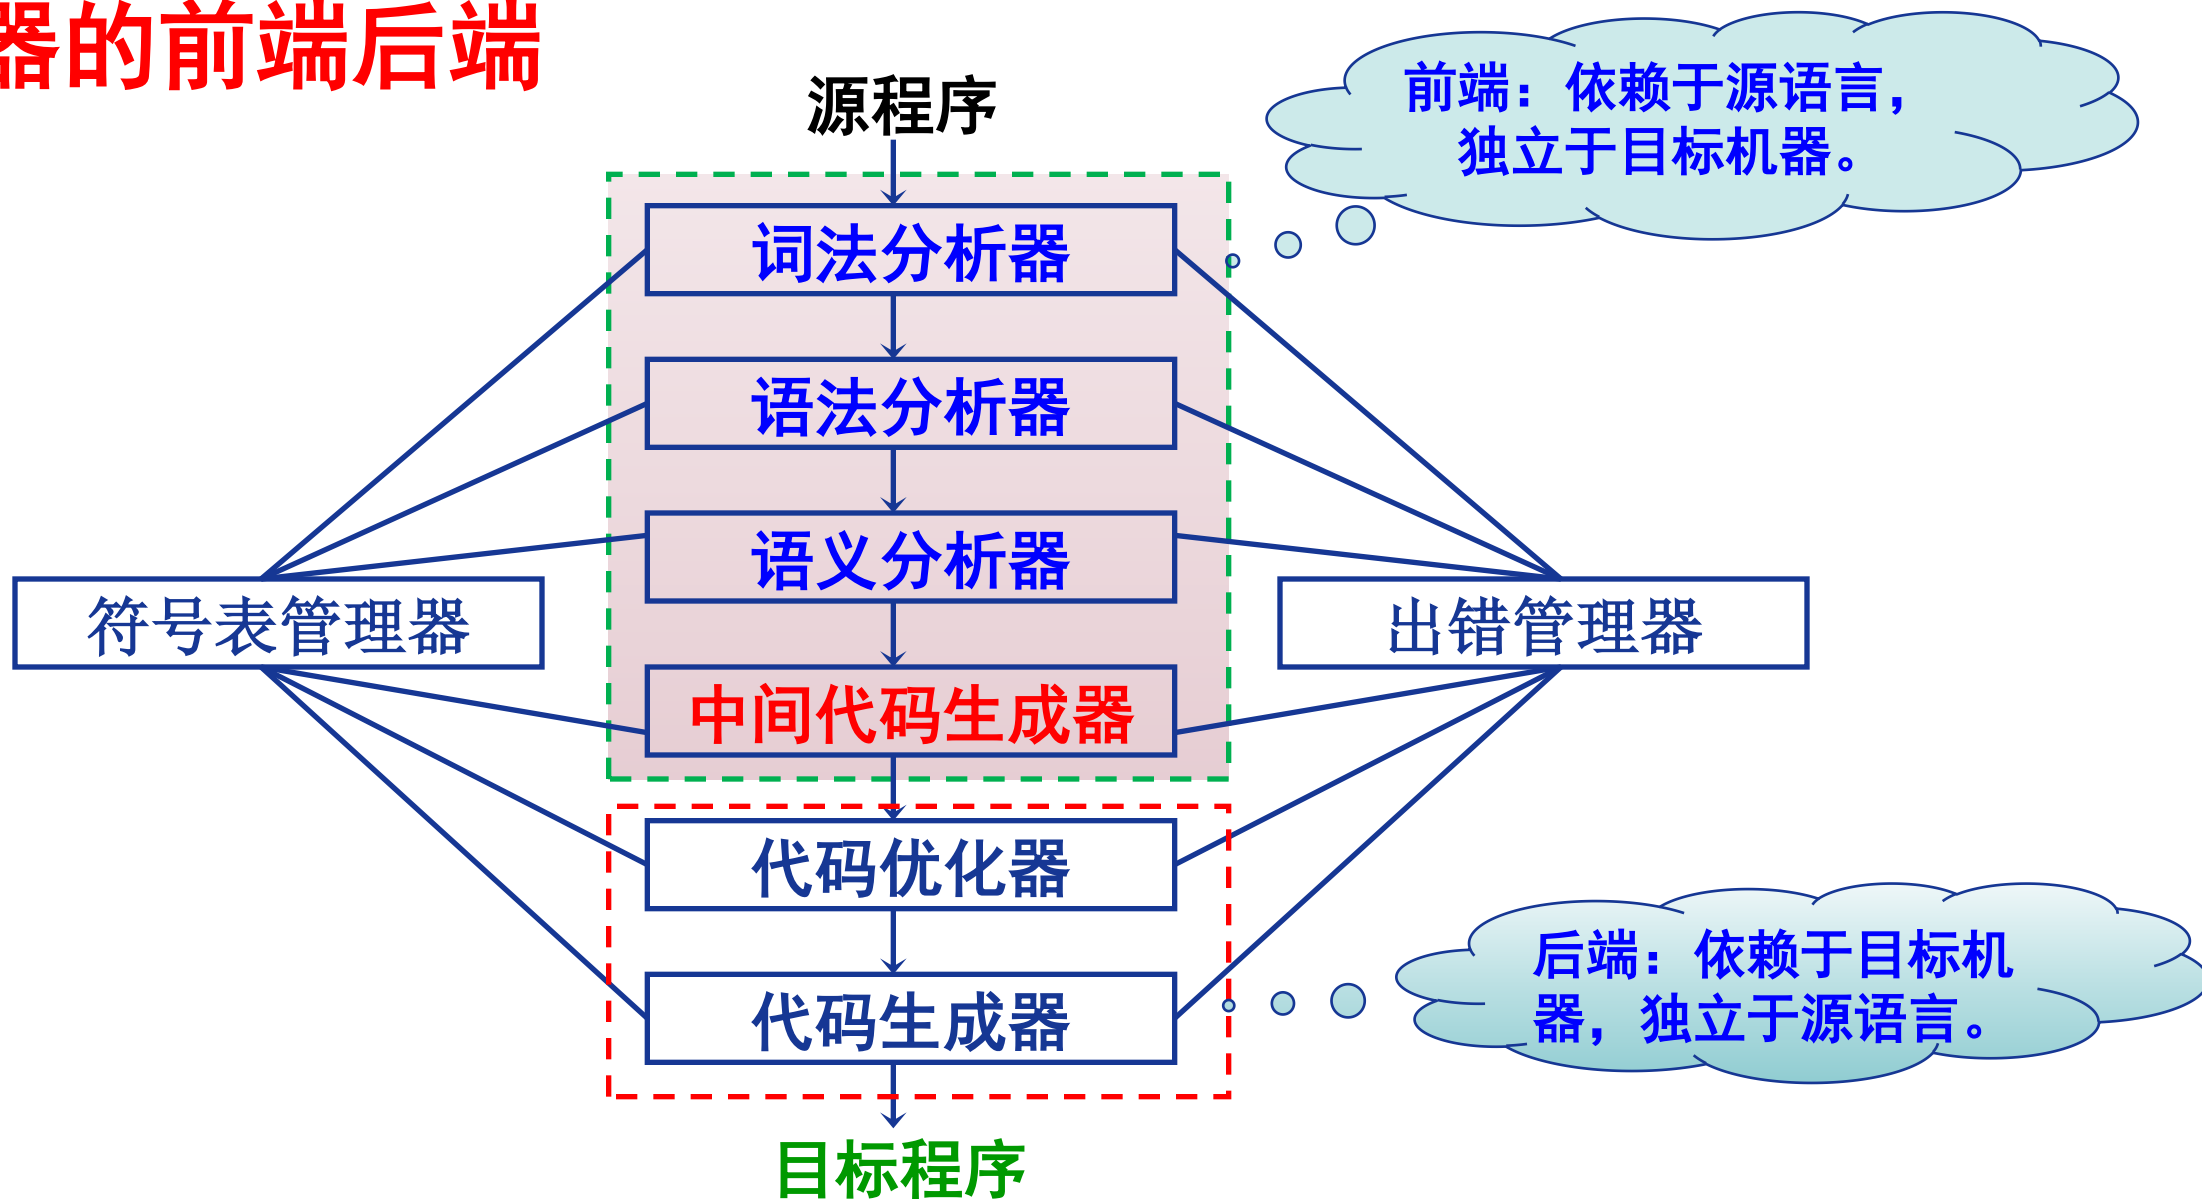 器的前端后端
源程序
前端：依赖于源语言，
独立于目标机器。
词法分析器
语法分析器
语义分析器
符号表管理器
出错管理器
中间代码生成器
代码优化器
代码生成器
后端：依赖于目标机
器，独立于源语言。
目标程序